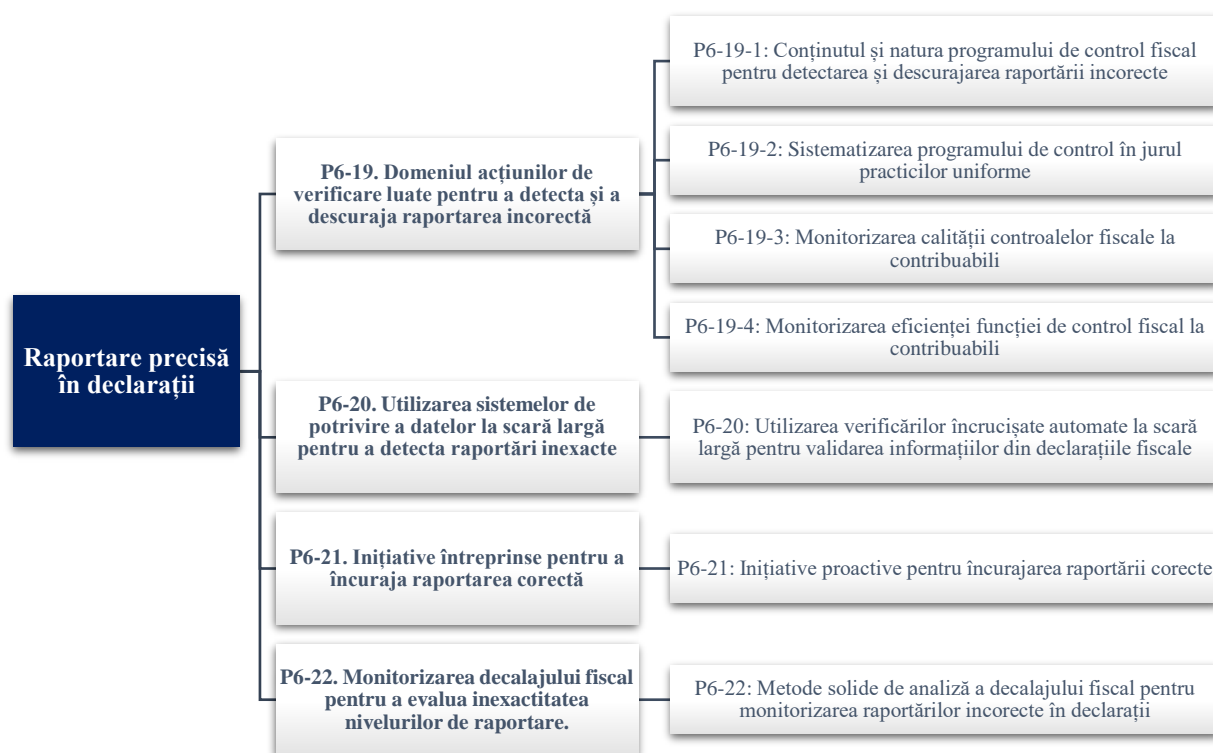 Raportare precisă
în declarații
P6-19. Domeniul acțiunilor de
verificare luate pentru a detecta și a
descuraja raportarea incorectă
P6-19-1: Conținutul și natura programului de control fiscal
pentru detectarea și descurajarea raportării incorecte
P6-19-2: Sistematizarea programului de control în jurul
practicilor uniforme
P6-19-3: Monitorizarea calității controalelor fiscale la
contribuabili
P6-19-4: Monitorizarea eficienței funcției de control fiscal la
contribuabili
P6-20. Utilizarea sistemelor de
potrivire a datelor la scară largă
pentru a detecta raportări inexacte
P6-20: Utilizarea verificărilor încrucișate automate la scară
largă pentru validarea informațiilor din declarațiile fiscale
P6-21. Inițiative întreprinse pentru a
încuraja raportarea corectă
P6-21: Inițiative proactive pentru încurajarea raportării corecte
P6-22. Monitorizarea decalajului fiscal
pentru a evalua inexactitatea
nivelurilor de raportare.
P6-22: Metode solide de analiză a decalajului fiscal pentru
monitorizarea raportărilor incorecte în declarații